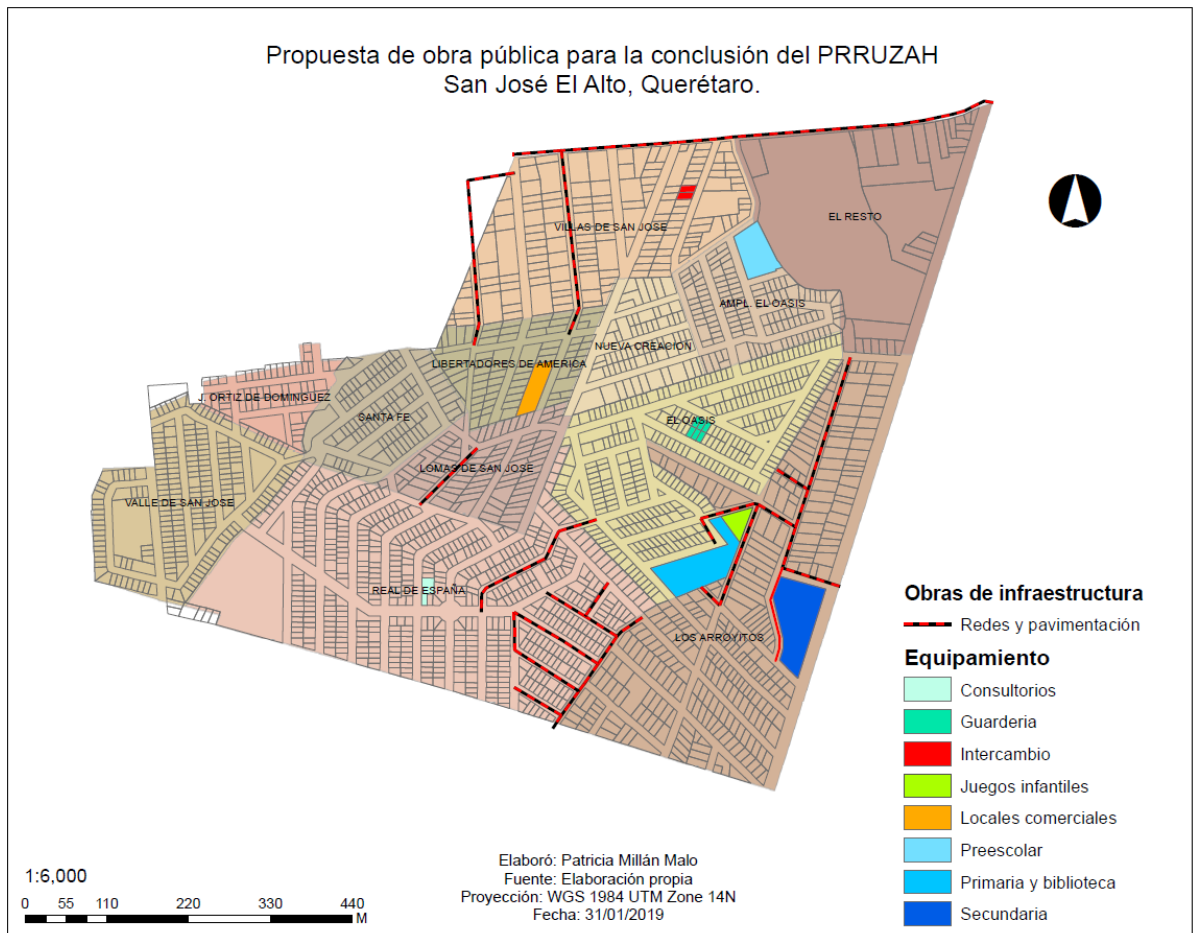 Propuesta de obra pública para la conclusión del PRRUZAH
San José El Alto, Querétaro.
EL RESTO
VILLAS DE SAN JOSE
AMPL. EL OASIS
NUEVA CREACION
LIBERTADORES DE AMERICA
J. ORTIZ DE DOMINGUEZ
SANTA FE
EL OASIS
LOMAS DE SAN JOSE
VALLE DE SAN JOSE
REAL DE ESPAÑA
LOS ARROYITOS
Obras de infraestructura
Redes y pavimentación
Equipamiento
Consultorios
Guarderia
Intercambio
Juegos infantiles
Locales comerciales
Preescolar
Primaria y biblioteca
Secundaria
1:6,000
0 55 110 220 330 440
M
Elaboró: Patricia Millán Malo
Fuente: Elaboración propia
Proyección: WGS 1984 UTM Zone 14N
Fecha: 31/01/2019